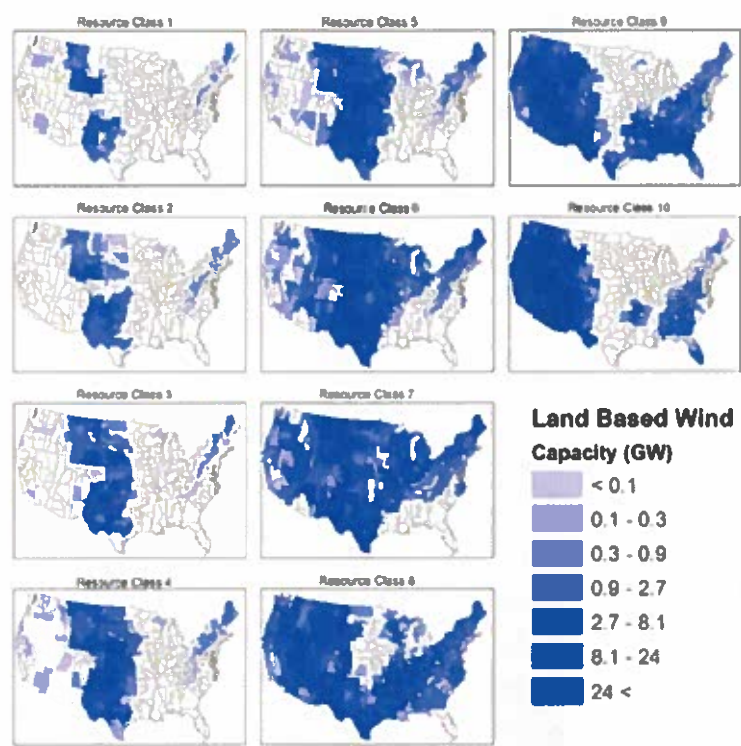 Resource Class 1
Resource Class 5
Resource Class 9
Resource Class 2
Resource Class 6
Resource Class 10
Resource Class 3
Resource Class 7
Resource Class 4
Resource Class 8
Land Based Wind
Capacity (GW)
< 0.1
0.1 - 0.3
0.3 - 0.9
0.9 - 2.7
2.7 - 8.1
8.1 - 24
24 <